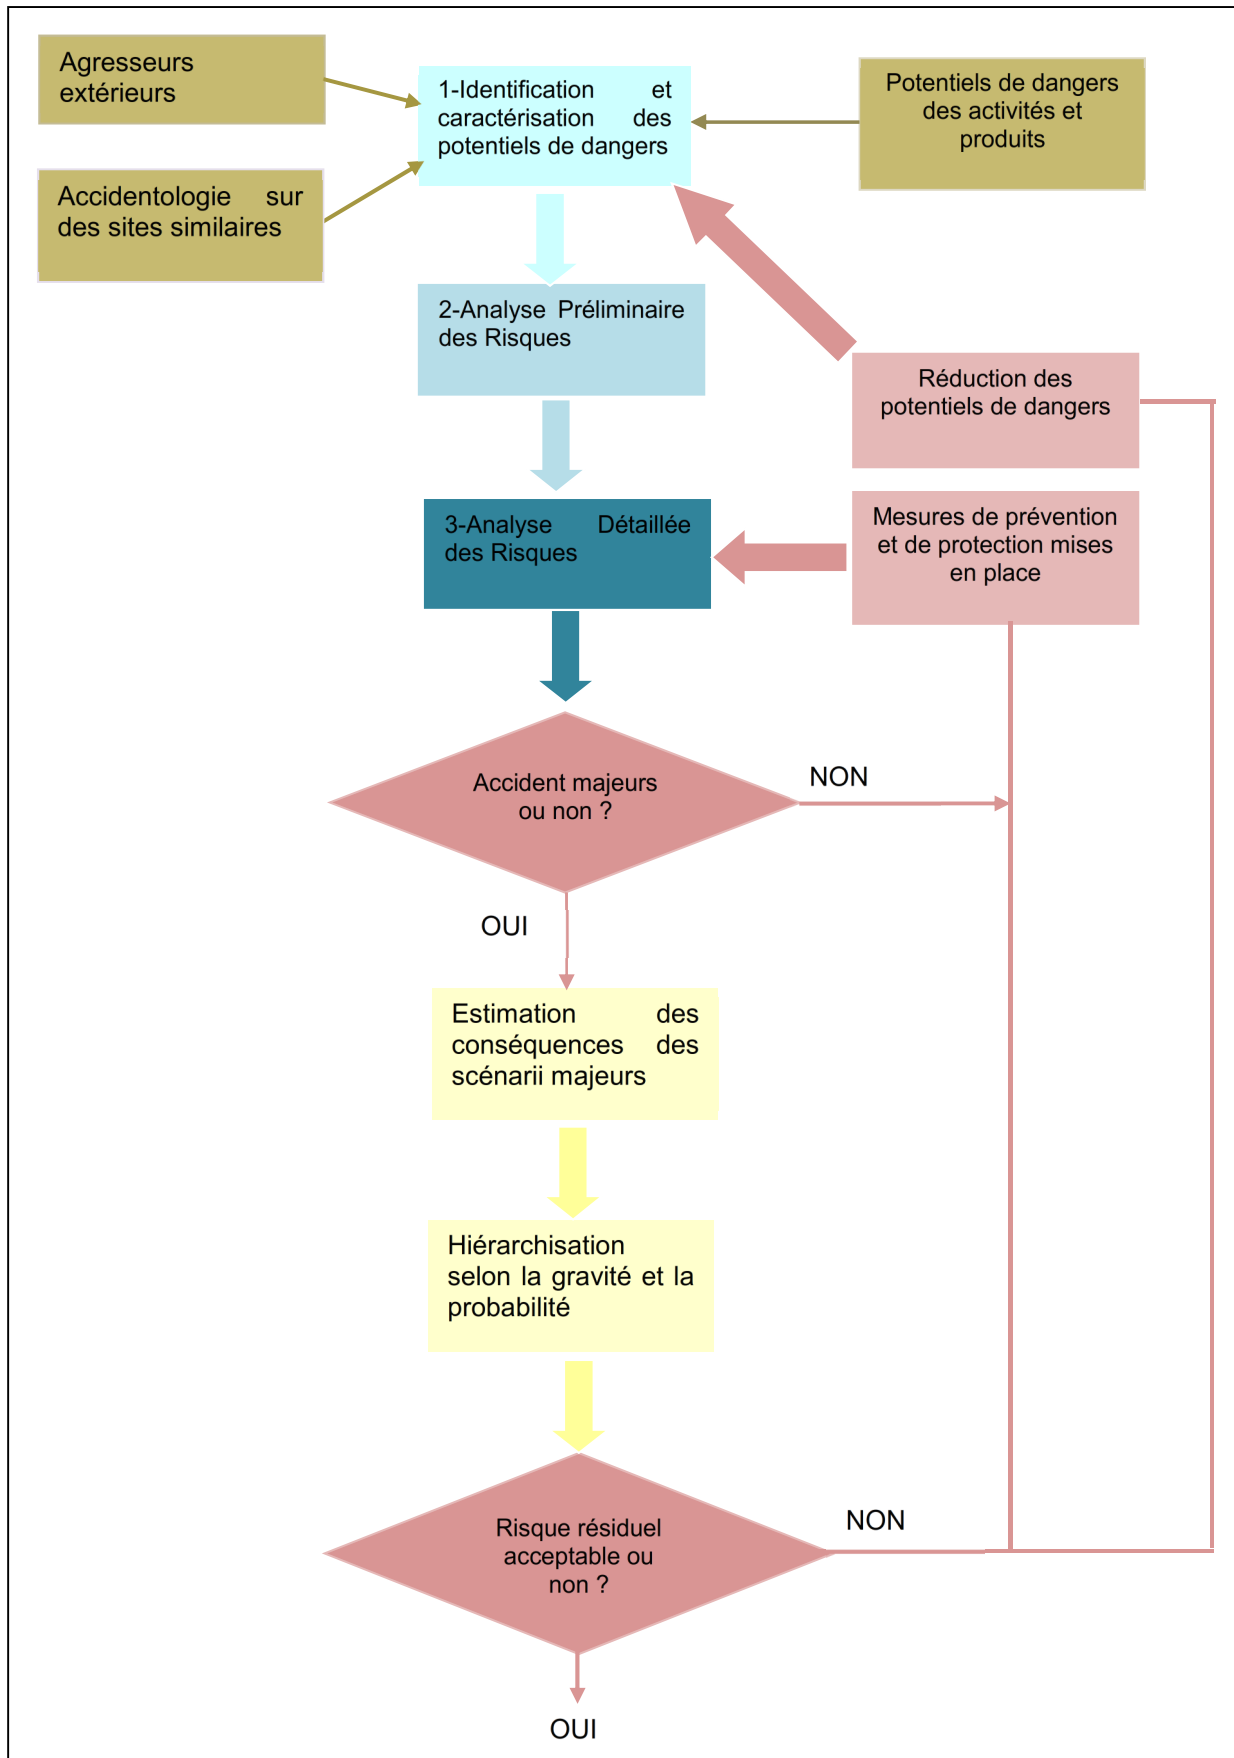 Agresseurs
extérieurs
1-Identification et
caractérisation des
potentiels de dangers
Potentiels de dangers
des activités et
produits
Accidentologie sur
des sites similaires
2-Analyse Préliminaire
des Risques
Réduction des
potentiels de dangers
3-Analyse Détaillée
des Risques
Mesures de prévention
et de protection mises
en place
Accident majeurs
ou non ?
NON
OUI
Estimation des
conséquences des
scénarii majeurs
Hiérarchisation
selon la gravité et la
probabilité
Risque résiduel
acceptable ou
non ?
NON
OUI